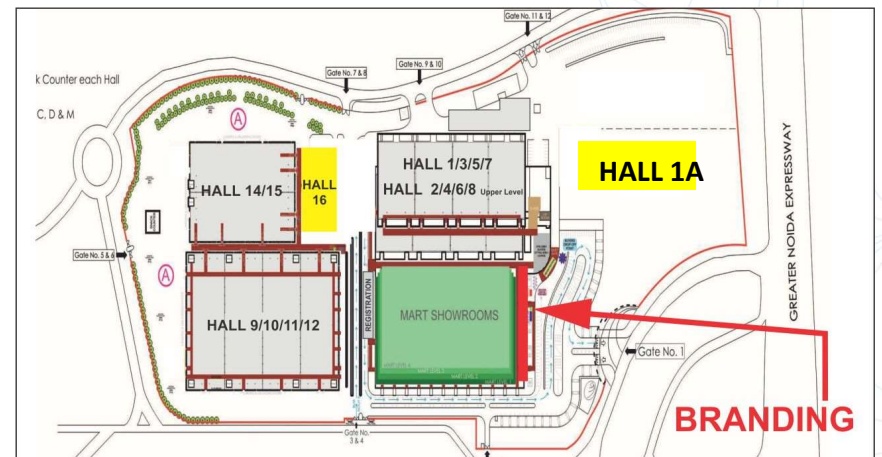 Gate No. 11 & 12
Gate No. 9 & 10
Gate No. 7 & 8
k Counter each Hall
C, D & M
A
HALL 14/15
HALL
16
HALL 1/3/5/7
HALL 2/4/6/8 Upper Level
HALL 1A
GREATER NOIDA EXPRESSWAY
Gate No. 5 & 6
A
HALL 9/10/11/12
REGISTRATION
MART SHOWROOMS
Gate No. 1
BRANDING
Gate No.
3 & 4